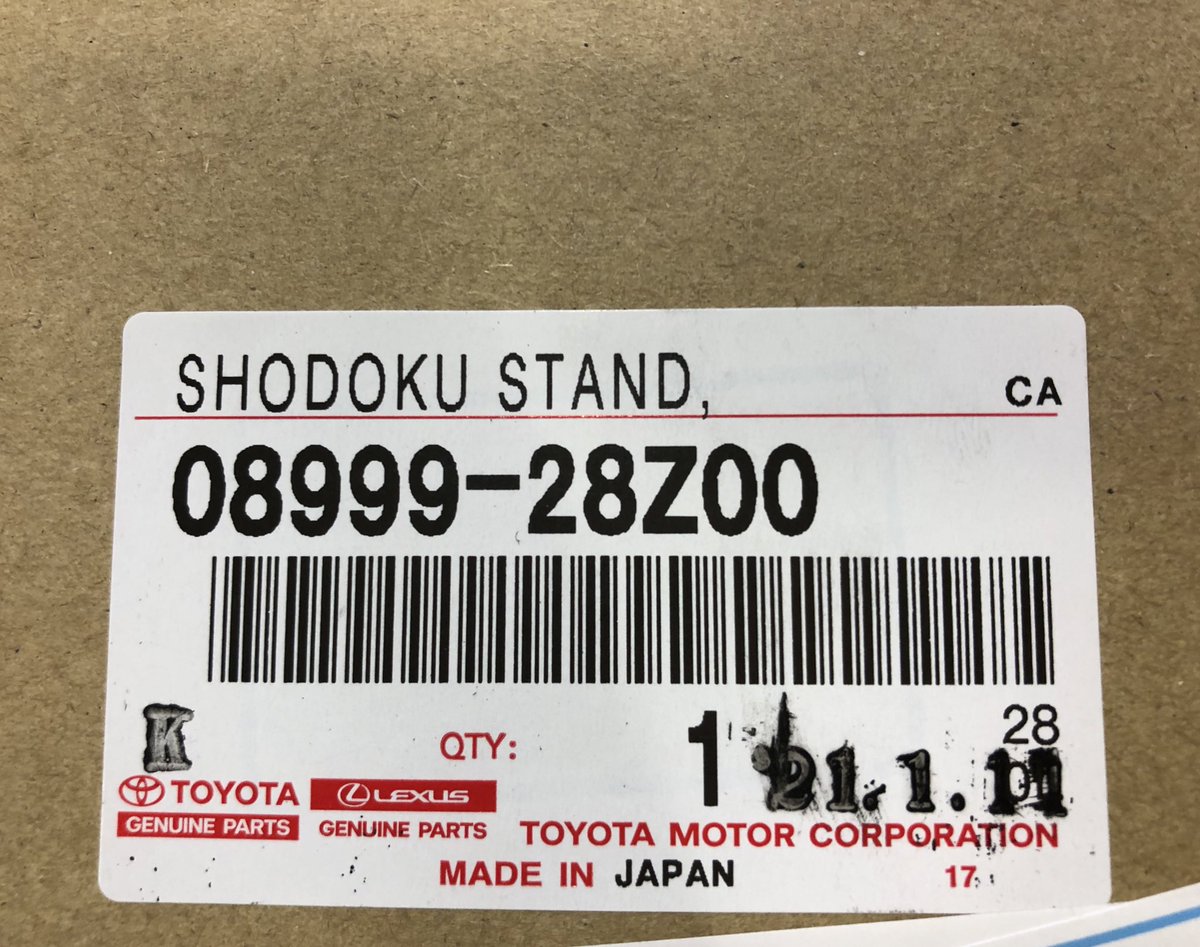 SHODOKU STAND,
CA
08999-28Z00
K
QTY:
1
28
'21.1.11
TOYOTA
GENUINE PARTS
LEXUS
GENUINE PARTS
TOYOTA MOTOR CORPORATION
MADE IN JAPAN
17